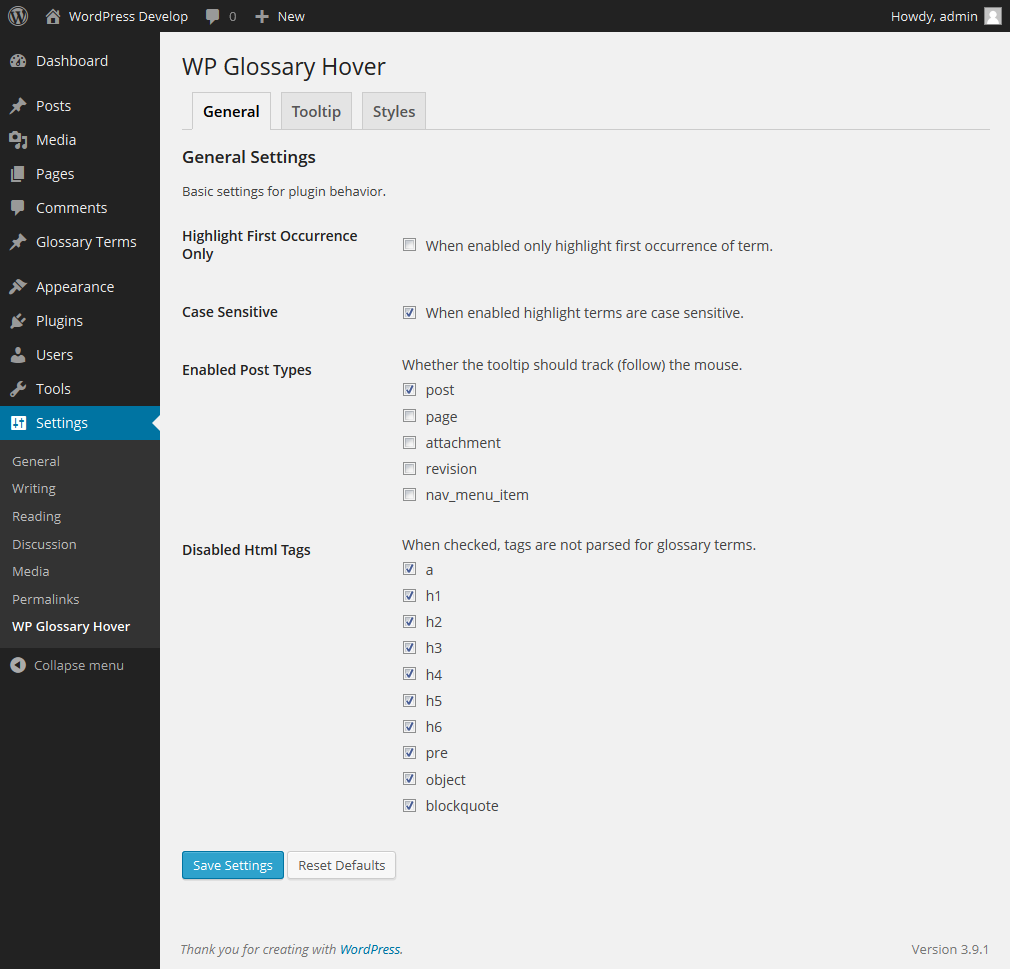 WordPress Develop 0 New Howdy, admin
Dashboard
Posts
Media
Pages
Comments
Glossary Terms
Appearance
Plugins
Users
Tools
Settings
General
Writing
Reading
Discussion
Media
Permalinks
WP Glossary Hover
Collapse menu
WP Glossary Hover
General Tooltip Styles
General Settings
Basic settings for plugin behavior.
Highlight First Occurrence
Only
When enabled only highlight first occurrence of term.
Case Sensitive
When enabled highlight terms are case sensitive.
Enabled Post Types
Whether the tooltip should track (follow) the mouse.
post
page
attachment
revision
nav_menu_item
Disabled Html Tags
When checked, tags are not parsed for glossary terms.
a
h1
h2
h3
h4
h5
h6
pre
object
blockquote
Save Settings Reset Defaults
Thank you for creating with WordPress. Version 3.9.1